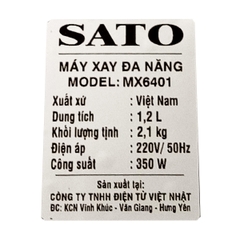 SATO
MÁY XAY ĐA NĂNG
MODEL: MX6401
Xuất xứ : Việt Nam
Dung tích : 1,2 L
Khối lượng tịnh : 2,1 kg
Điện áp : 220V/ 50Hz
Công suất : 350 W
Sản xuất tại:
CÔNG TY TNHH ĐIỆN TỬ VIỆT NHẬT
ĐC: KCN Vĩnh Khúc - Văn Giang - Hưng Yên